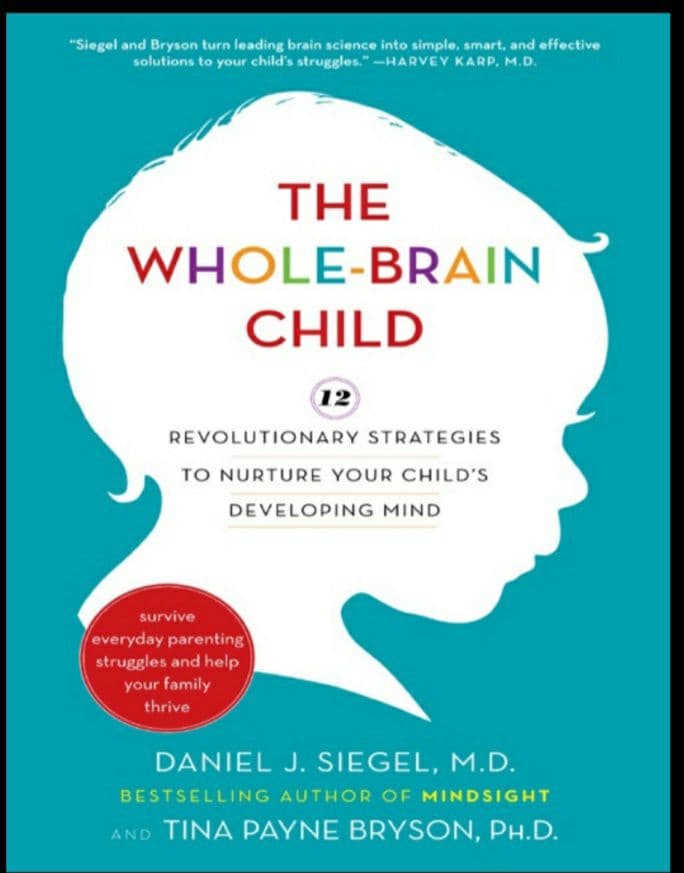 "Siegel and Bryson turn leading brain science into simple, smart, and effective
solutions to your child's struggles." —HARVEY KARP, M.D.
THE
WHOLE-BRAIN
CHILD
12
REVOLUTIONARY STRATEGIES
TO NURTURE YOUR CHILD'S
DEVELOPING MIND
survive
everyday parenting
struggles and help
your family
thrive
DANIEL J. SIEGEL, M.D.
BESTSELLING AUTHOR OF MINDSIGHT
AND TINA PAYNE BRYSON, PH.D.